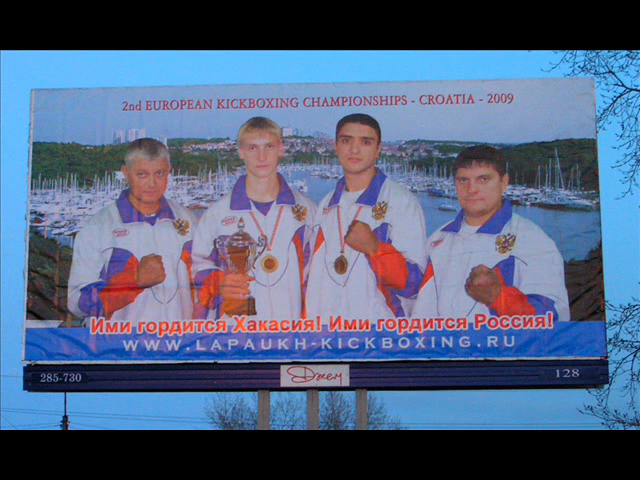 2nd EUROPEAN KICKBOXING CHAMPIONSHIPS - CROATIA - 2009
Ими гордится Хакасия! Ими гордится Россия!
WWW.LAPAUKH-KICKBOXING.RU
285-730 Джем 128